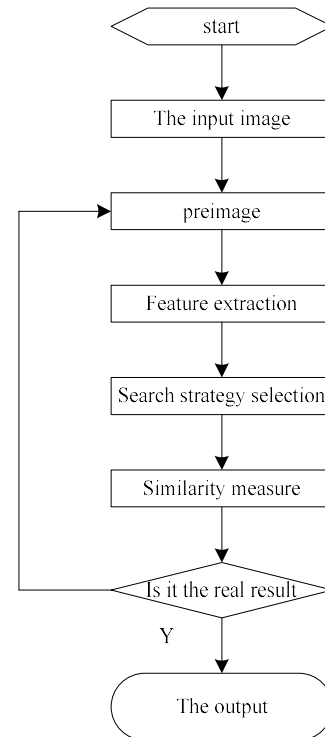 start
The input image
preimage
Feature extraction
Search strategy selection
Similarity measure
Is it the real result
Y
The output